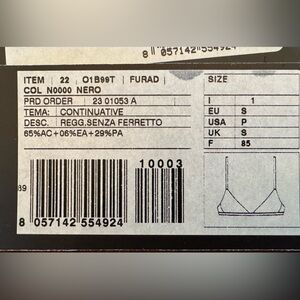 8 057142 554924
ITEM 22 O1B99T FURAD
COL N0000 NERO
PRD ORDER 23 01053 A
TEMA: CONTINUATIVE
DESC. REGG.SENZA FERRETTO
65%AC+06%EA+29%PA
10003
89
8 057142 554924
SIZE
I 1
EU S
USA P
UK S
F 85